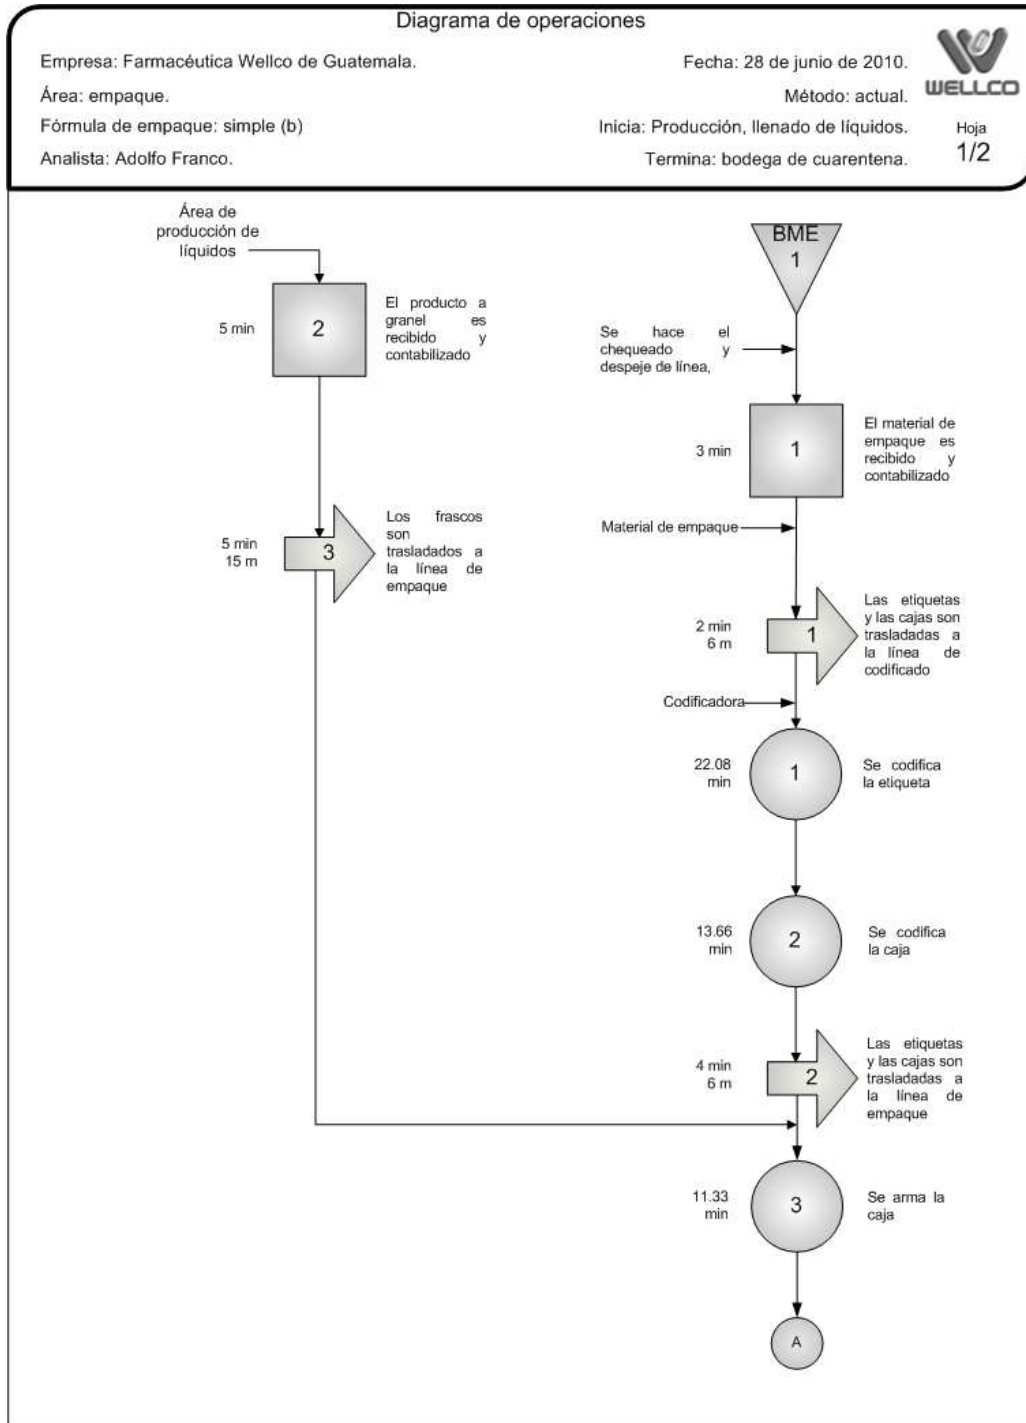 Diagrama de operaciones
Empresa: Farmacéutica Wellco de Guatemala.
Fecha: 28 de junio de 2010.
WELLCO
Área: empaque.
Método: actual.
Fórmula de empaque: simple (b)
Inicia: Producción, llenado de líquidos.
Hoja
1/2
Analista: Adolfo Franco.
Termina: bodega de cuarentena.
Área de
producción de
líquidos
BME
1
5 min
2
El producto a
granel es
recibido y
contabilizado
Se hace el
chequeado y
despeje de línea,
3 min
1
El material de
empaque es
recibido y
contabilizado
Material de empaque
5 min
15 m
3
Los frascos
son
trasladados a
la línea de
empaque
2 min
6 m
1
Las etiquetas
y las cajas son
trasladadas a
la línea de
codificado
Codificadora
22.08
min
1
Se codifica
la etiqueta
13.66
min
2
Se codifica
la caja
4 min
6 m
2
Las etiquetas
y las cajas son
trasladadas a
la línea de
empaque
11.33
min
3
Se arma la
caja
A